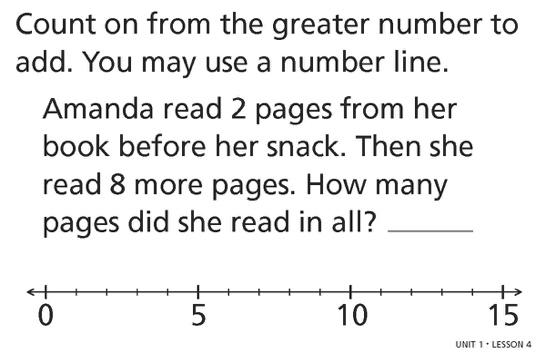 Count on from the greater number to
add. You may use a number line.
Amanda read 2 pages from her
book before her snack. Then she
read 8 more pages. How many
pages did she read in all?
0 5 10 15
UNIT 1 • LESSON 4